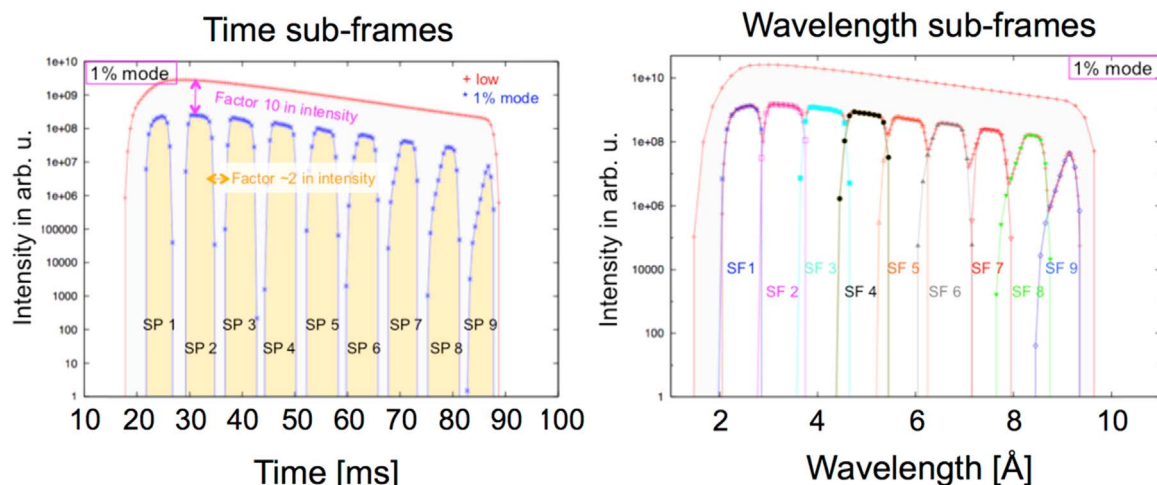 Time sub-frames
1% mode
+ low
* 1% mode
Factor 10 in intensity
Factor ~2 in intensity
Intensity in arb. u.
1e+10
1e+09
1e+08
1e+07
1e+06
100000
10000
1000
100
10
1
SP 1
SP 2
SP 3
SP 4
SP 5
SP 6
SP 7
SP 8
SP 9
10 20 30 40 50 60 70 80 90 100
Time [ms]
Wavelength sub-frames
1% mode
Intensity in arb. u.
1e+10
1e+08
1e+06
10000
100
1
SF1
SF 2
SF 3
SF 4
SF 5
SF 6
SF 7
SF 8
SF 9
2 4 6 8 10
Wavelength [Å]